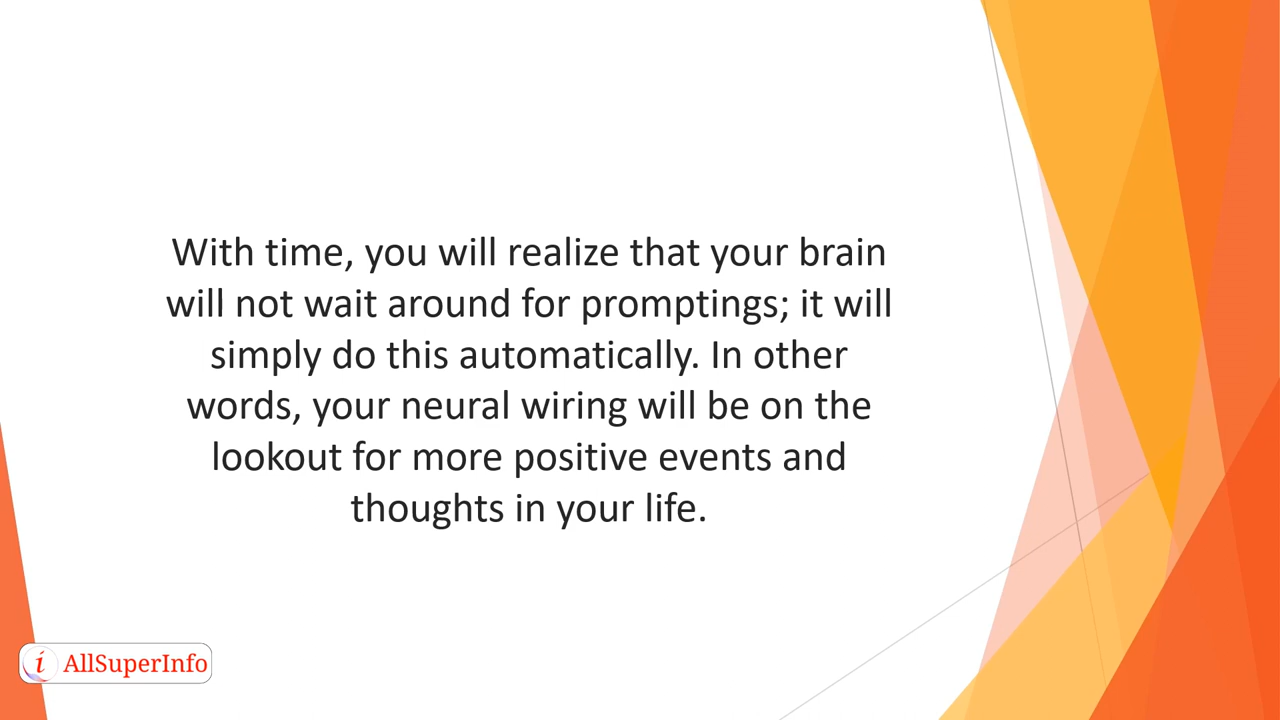 With time, you will realize that your brain
will not wait around for promptings; it will
simply do this automatically. In other
words, your neural wiring will be on the
lookout for more positive events and
thoughts in your life.
i AllSuperInfo